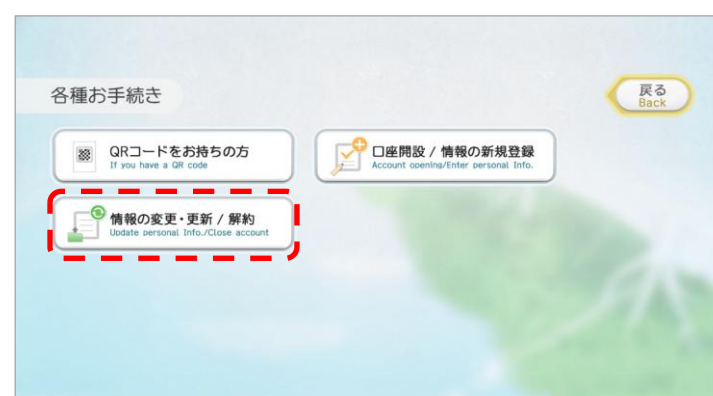 各種お手続き
戻る
Back
QRコードをお持ちの方
If you have a QR code
口座開設 / 情報の新規登録
Account opening/Enter personal Info.
情報の変更・更新 / 解約
Update personal Info./Close account